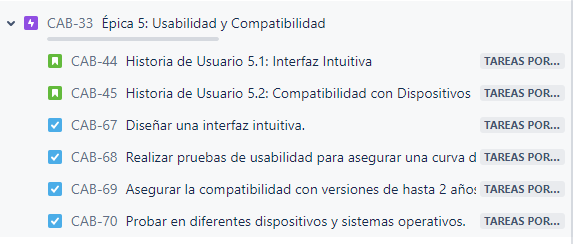 CAB-33 Épica 5: Usabilidad y Compatibilidad
CAB-44 Historia de Usuario 5.1: Interfaz Intuitiva TAREAS POR...
CAB-45 Historia de Usuario 5.2: Compatibilidad con Dispositivos TAREAS POR...
CAB-67 Diseñar una interfaz intuitiva. TAREAS POR...
CAB-68 Realizar pruebas de usabilidad para asegurar una curva d TAREAS POR...
CAB-69 Asegurar la compatibilidad con versiones de hasta 2 años TAREAS POR...
CAB-70 Probar en diferentes dispositivos y sistemas operativos. TAREAS POR...